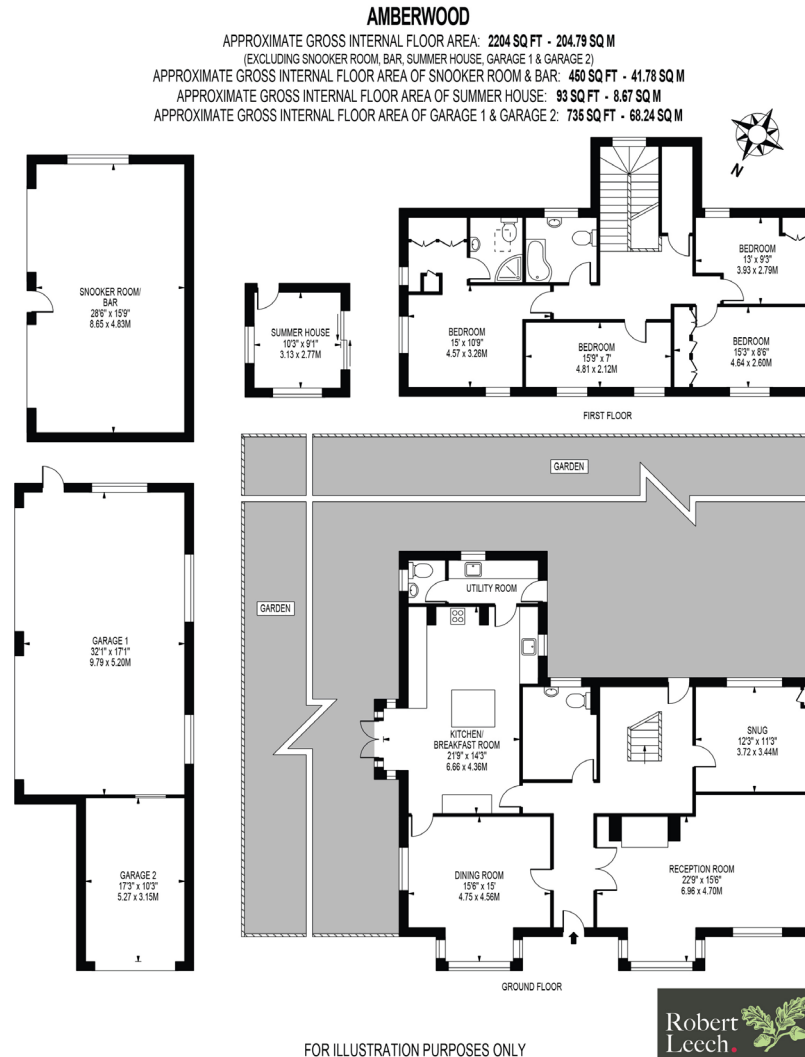 AMBERWOOD
APPROXIMATE GROSS INTERNAL FLOOR AREA: 2204 SQ FT - 204.79 SQ M
(EXCLUDING SNOOKER ROOM, BAR, SUMMER HOUSE, GARAGE 1 & GARAGE 2)
APPROXIMATE GROSS INTERNAL FLOOR AREA OF SNOOKER ROOM & BAR: 450 SQ FT - 41.78 SQ M
APPROXIMATE GROSS INTERNAL FLOOR AREA OF SUMMER HOUSE: 93 SQ FT - 8.67 SQ M
APPROXIMATE GROSS INTERNAL FLOOR AREA OF GARAGE 1 & GARAGE 2: 735 SQ FT - 68.24 SQ M
N
SNOOKER ROOM/
BAR
28'6" x 15'9"
8.65 x 4.83M
SUMMER HOUSE
10'3" x 9'1"
3.13 x 2.77M
BEDROOM
15' x 10'9"
4.57 x 3.26M
BEDROOM
15'9" x 7'
4.81 x 2.12M
BEDROOM
13' x 9'3"
3.93 x 2.79M
BEDROOM
15'3" x 8'6"
4.64 x 2.60M
FIRST FLOOR
GARDEN
GARDEN
UTILITY ROOM
GARAGE 1
32'1" x 17'1"
9.79 x 5.20M
KITCHEN/
BREAKFAST ROOM
21'9" x 14'3"
6.66 x 4.36M
SNUG
12'3" x 11'3"
3.72 x 3.44M
GARAGE 2
17'3" x 10'3"
5.27 x 3.15M
DINING ROOM
15'6" x 15'
4.75 x 4.56M
RECEPTION ROOM
22'9" x 15'6"
6.96 x 4.70M
GROUND FLOOR
Robert
Leech.
FOR ILLUSTRATION PURPOSES ONLY